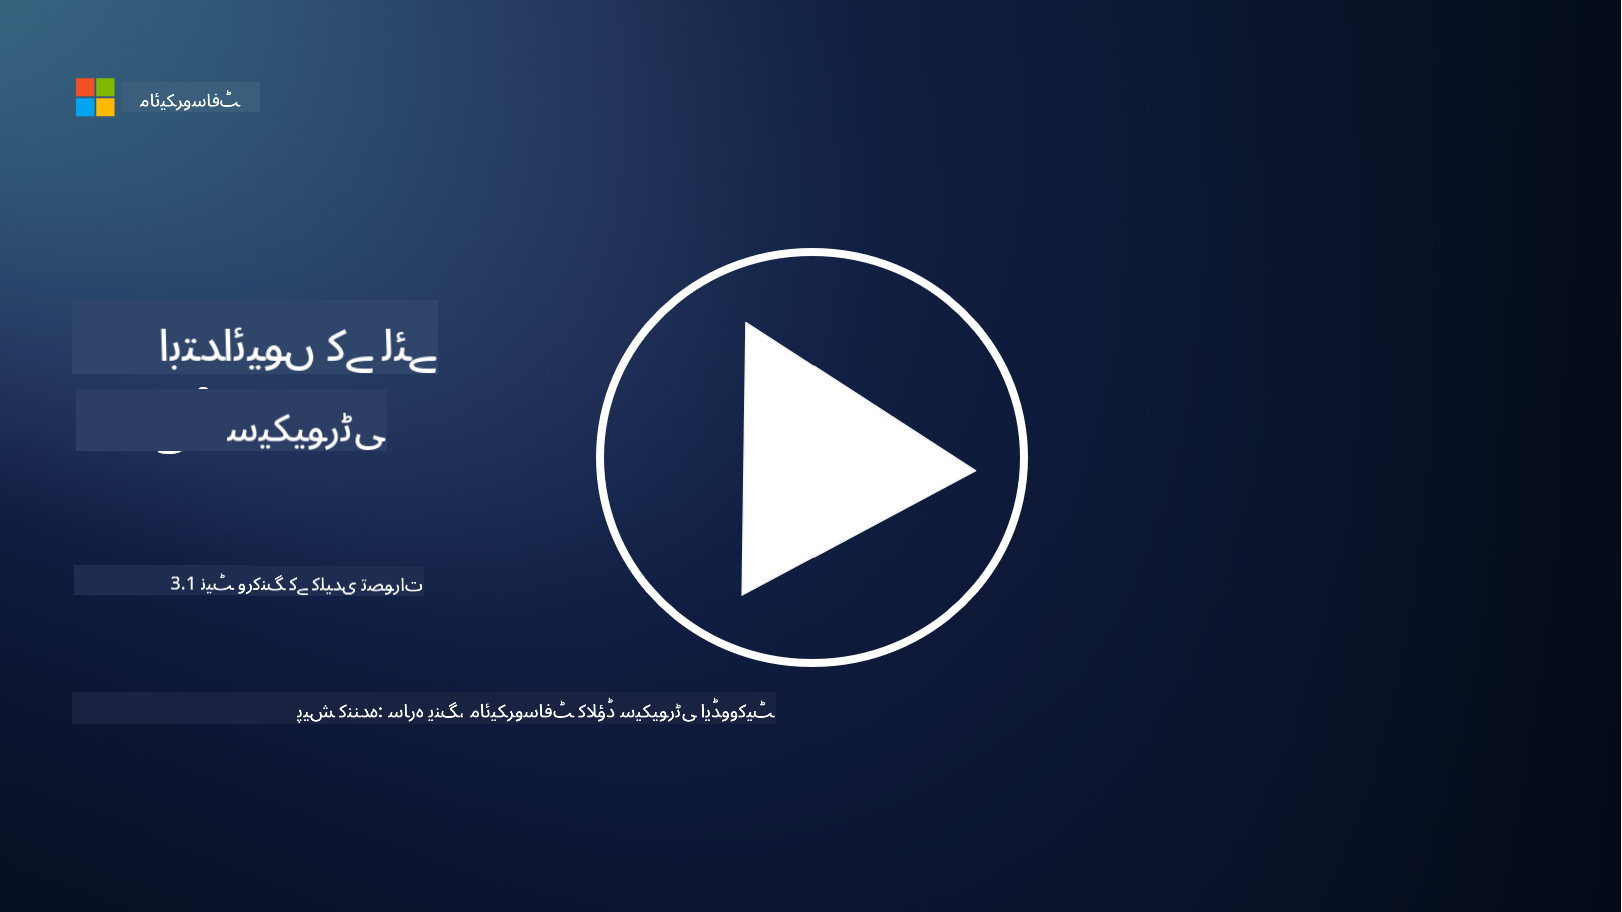 مائیکروسافٹ
ابتدائیوں کے لئے
سیکیورٹی
3.1 نیٹ ورکنگ کے کلیدی تصورات
پیش کنندہ: سارہ ینگ، مائیکروسافٹ کلاؤڈ سیکیورٹی ایڈووکیٹ